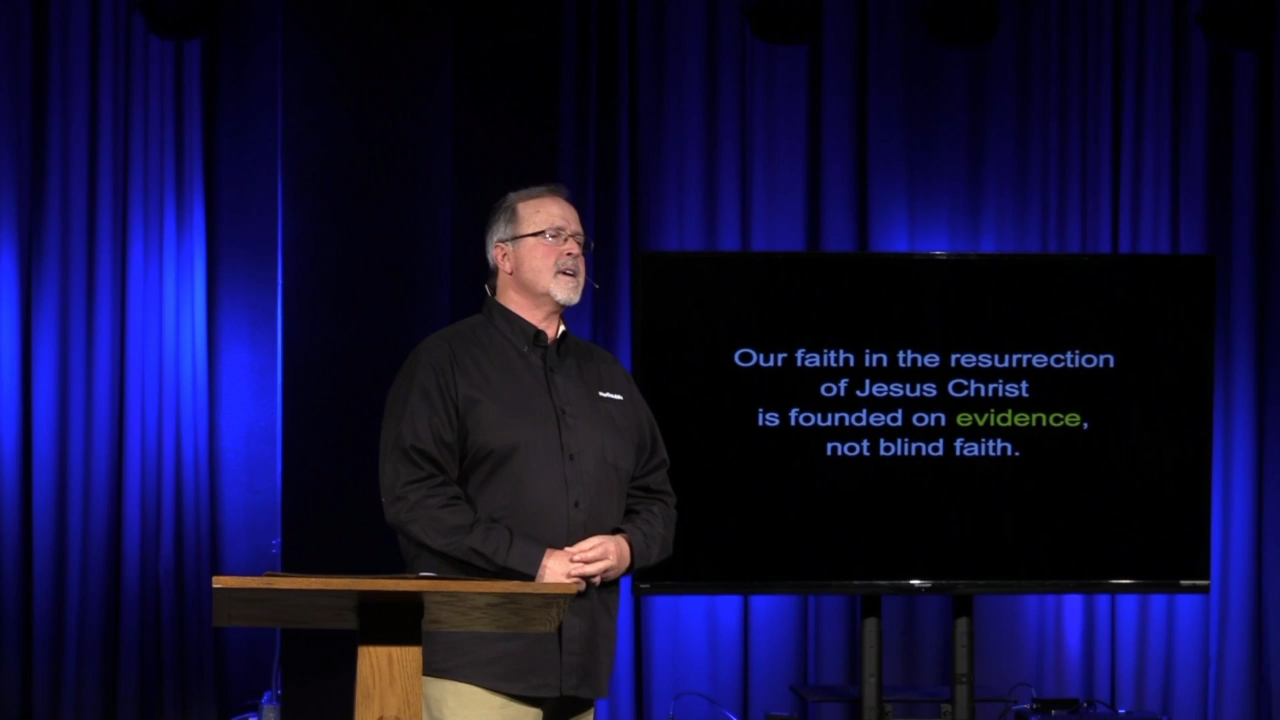 Our faith in the resurrection
of Jesus Christ
is founded on evidence,
not blind faith.